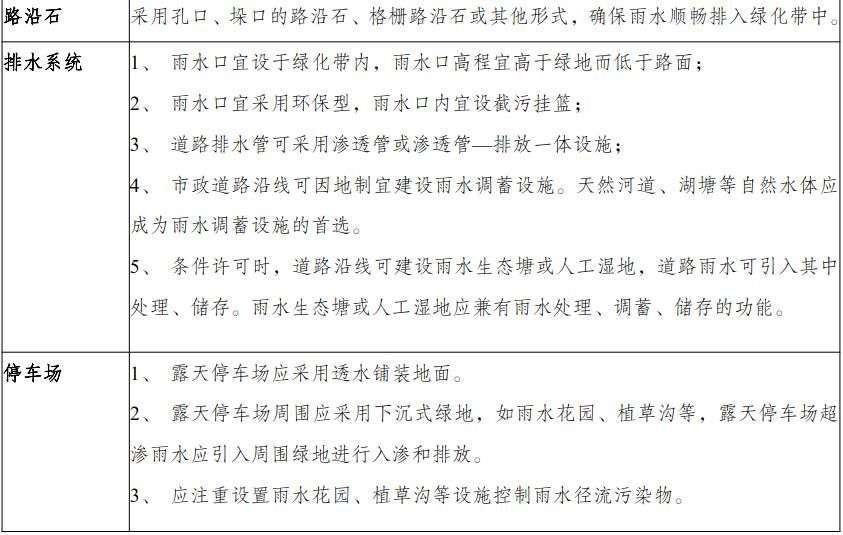 路沿石
采用孔口、垛口的路沿石、格栅路沿石或其他形式，确保雨水顺畅排入绿化带中。
排水系统
1、 雨水口宜设于绿化带内，雨水口高程宜高于绿地而低于路面；
2、 雨水口宜采用环保型，雨水口内宜设截污挂篮；
3、 道路排水管可采用渗透管或渗透管—排放一体设施；
4、 市政道路沿线可因地制宜建设雨水调蓄设施。天然河道、湖塘等自然水体应
成为雨水调蓄设施的首选。
5、 条件许可时，道路沿线可建设雨水生态塘或人工湿地，道路雨水可引入其中
处理、储存。雨水生态塘或人工湿地应兼有雨水处理、调蓄、储存的功能。
停车场
1、 露天停车场应采用透水铺装地面。
2、 露天停车场周围应采用下沉式绿地，如雨水花园、植草沟等，露天停车场超
渗雨水应引入周围绿地进行入渗和排放。
3、 应注重设置雨水花园、植草沟等设施控制雨水径流污染物。